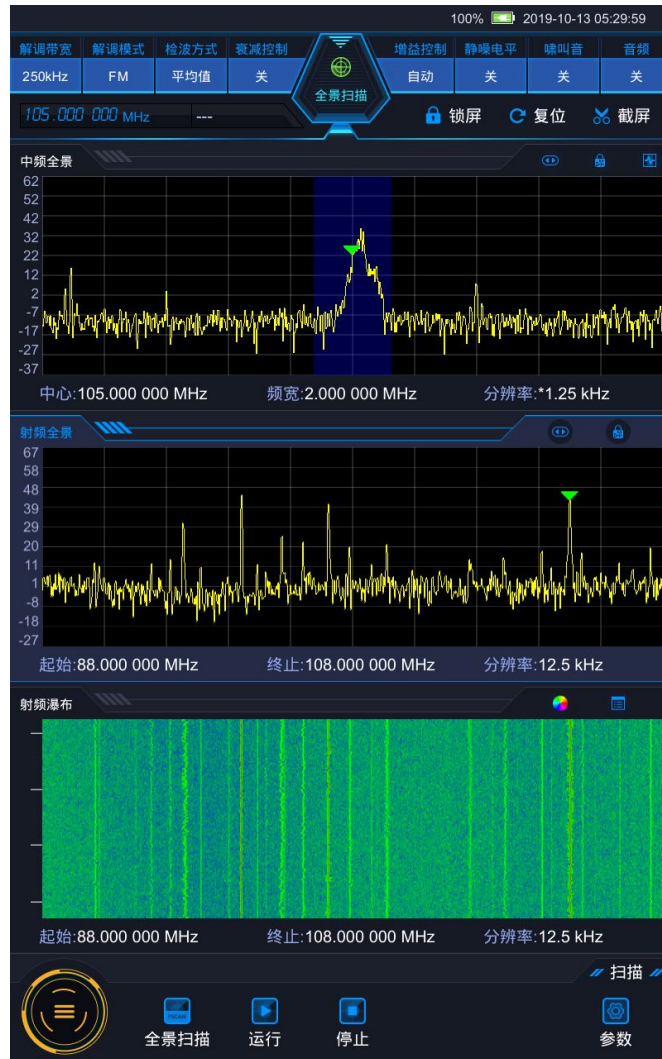 100% 2019-10-13 05:29:59
解调带宽 解调模式 检波方式 衰减控制 增益控制 静噪电平 啸叫音 音频
250kHz FM 平均值 关 全景扫描 自动 关 关 关
105.000 000 MHz --- 锁屏 复位 截屏
中频全景
62
52
42
32
22
12
2
-7
-17
-27
-37
中心:105.000 000 MHz 频宽:2.000 000 MHz 分辨率:*1.25 kHz
射频全景
67
58
48
39
29
20
11
1
-8
-18
-27
起始:88.000 000 MHz 终止:108.000 000 MHz 分辨率:12.5 kHz
射频瀑布
起始:88.000 000 MHz 终止:108.000 000 MHz 分辨率:12.5 kHz
扫描
全景扫描 运行 停止 参数